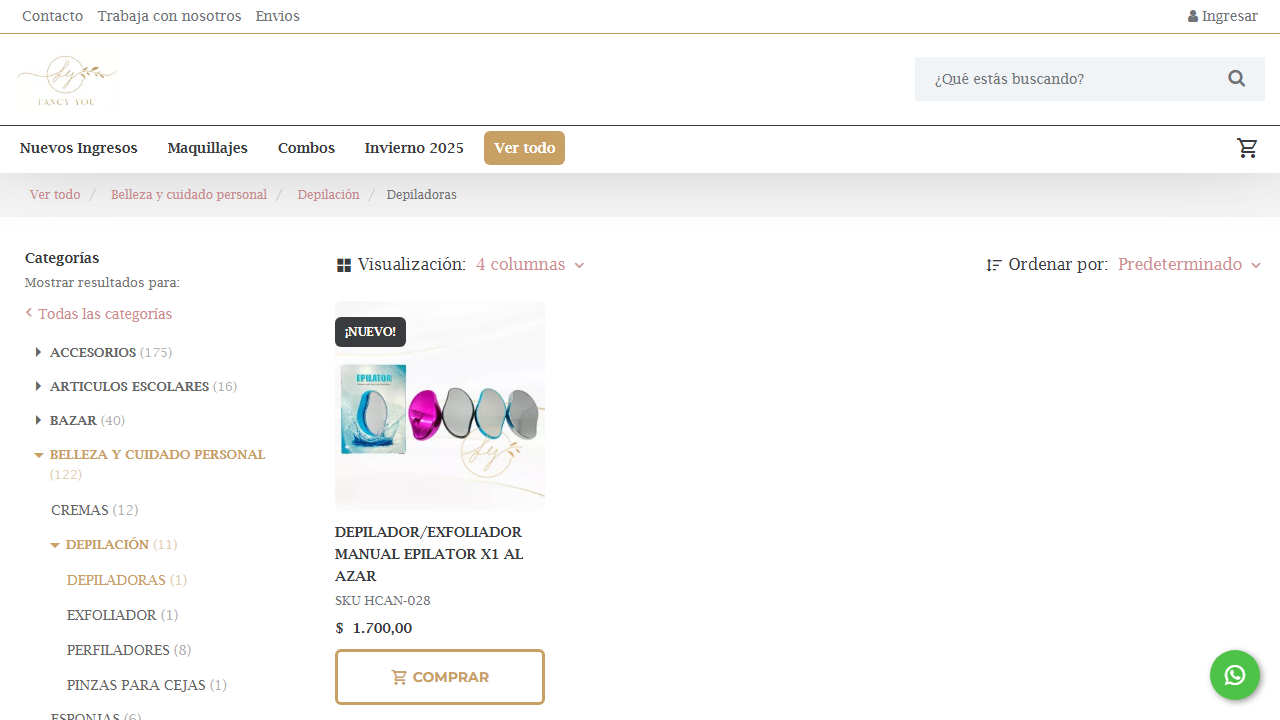 Contacto Trabaja con nosotros Envios
Ingresar
fy
FANCY YOU
¿Qué estás buscando?
Nuevos Ingresos Maquillajes Combos Invierno 2025 Ver todo
Ver todo / Belleza y cuidado personal / Depilación / Depiladoras
Categorías
Mostrar resultados para:
Todas las categorías
ACCESORIOS (175)
ARTICULOS ESCOLARES (16)
BAZAR (40)
BELLEZA Y CUIDADO PERSONAL
(122)
CREMAS (12)
DEPILACIÓN (11)
DEPILADORAS (1)
EXFOLIADOR (1)
PERFILADORES (8)
PINZAS PARA CEJAS (1)
ESPONJAS (6)
Visualización: 4 columnas
Ordenar por: Predeterminado
¡NUEVO!
EPILATOR
fy
DEPILADOR/EXFOLIADOR
MANUAL EPILATOR X1 AL
AZAR
SKU HCAN-028
$ 1.700,00
COMPRAR